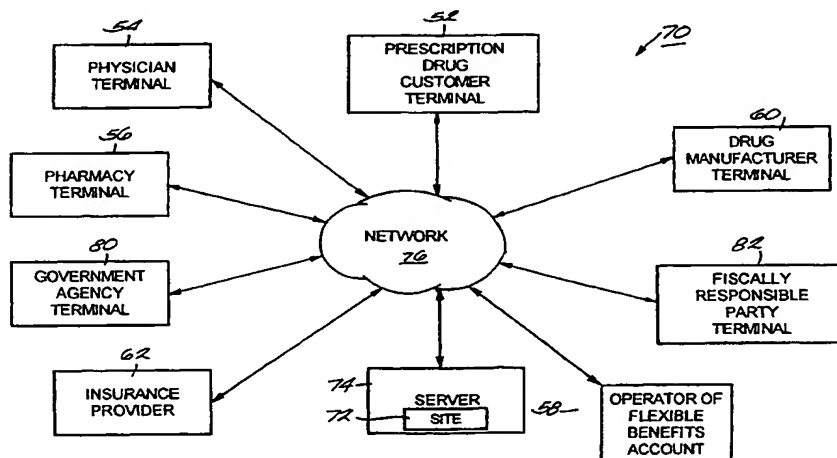 54
PHYSICIAN
TERMINAL
52
PRESCRIPTION
DRUG
CUSTOMER
TERMINAL
70
56
PHARMACY
TERMINAL
60
DRUG
MANUFACTURER
TERMINAL
NETWORK
76
80
GOVERNMENT
AGENCY
TERMINAL
82
FISCALLY
RESPONSIBLE
PARTY
TERMINAL
62
INSURANCE
PROVIDER
74
SERVER
72
SITE
58
OPERATOR OF
FLEXIBLE
BENEFITS
ACCOUNT